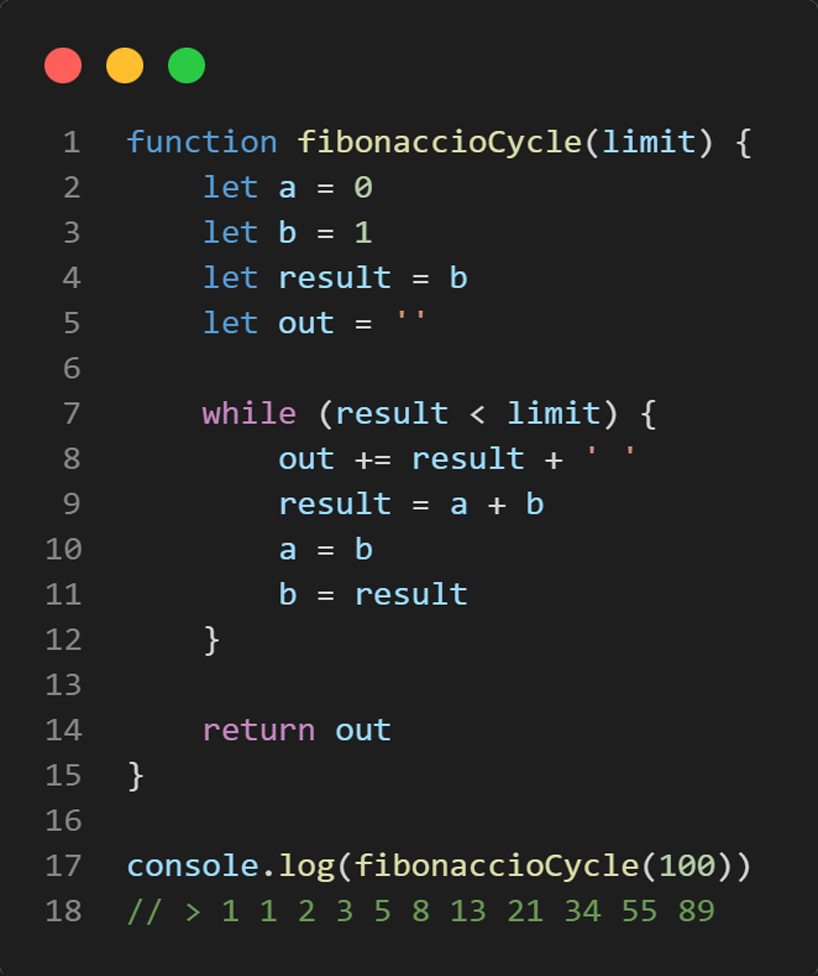 1 function fibonaccioCycle(limit) {
2     let a = 0
3     let b = 1
4     let result = b
5     let out = ''
6
7     while (result < limit) {
8         out += result + ' '
9         result = a + b
10         a = b
11         b = result
12     }
13
14     return out
15 }
16
17 console.log(fibonaccioCycle(100))
18 // > 1 1 2 3 5 8 13 21 34 55 89